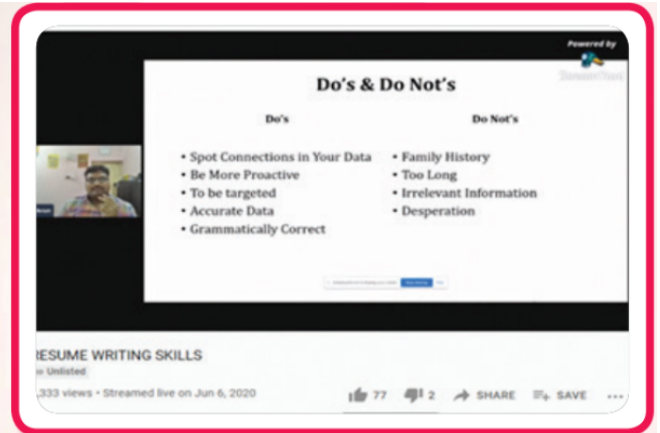 Powered by
StreamYard
Do's & Do Not's
Do's
Do Not's
• Spot Connections in Your Data
• Be More Proactive
• To be targeted
• Accurate Data
• Grammatically Correct
• Family History
• Too Long
• Irrelevant Information
• Desperation
RESUME WRITING SKILLS
Unlisted
,333 views • Streamed live on Jun 6, 2020
77
2
SHARE
SAVE